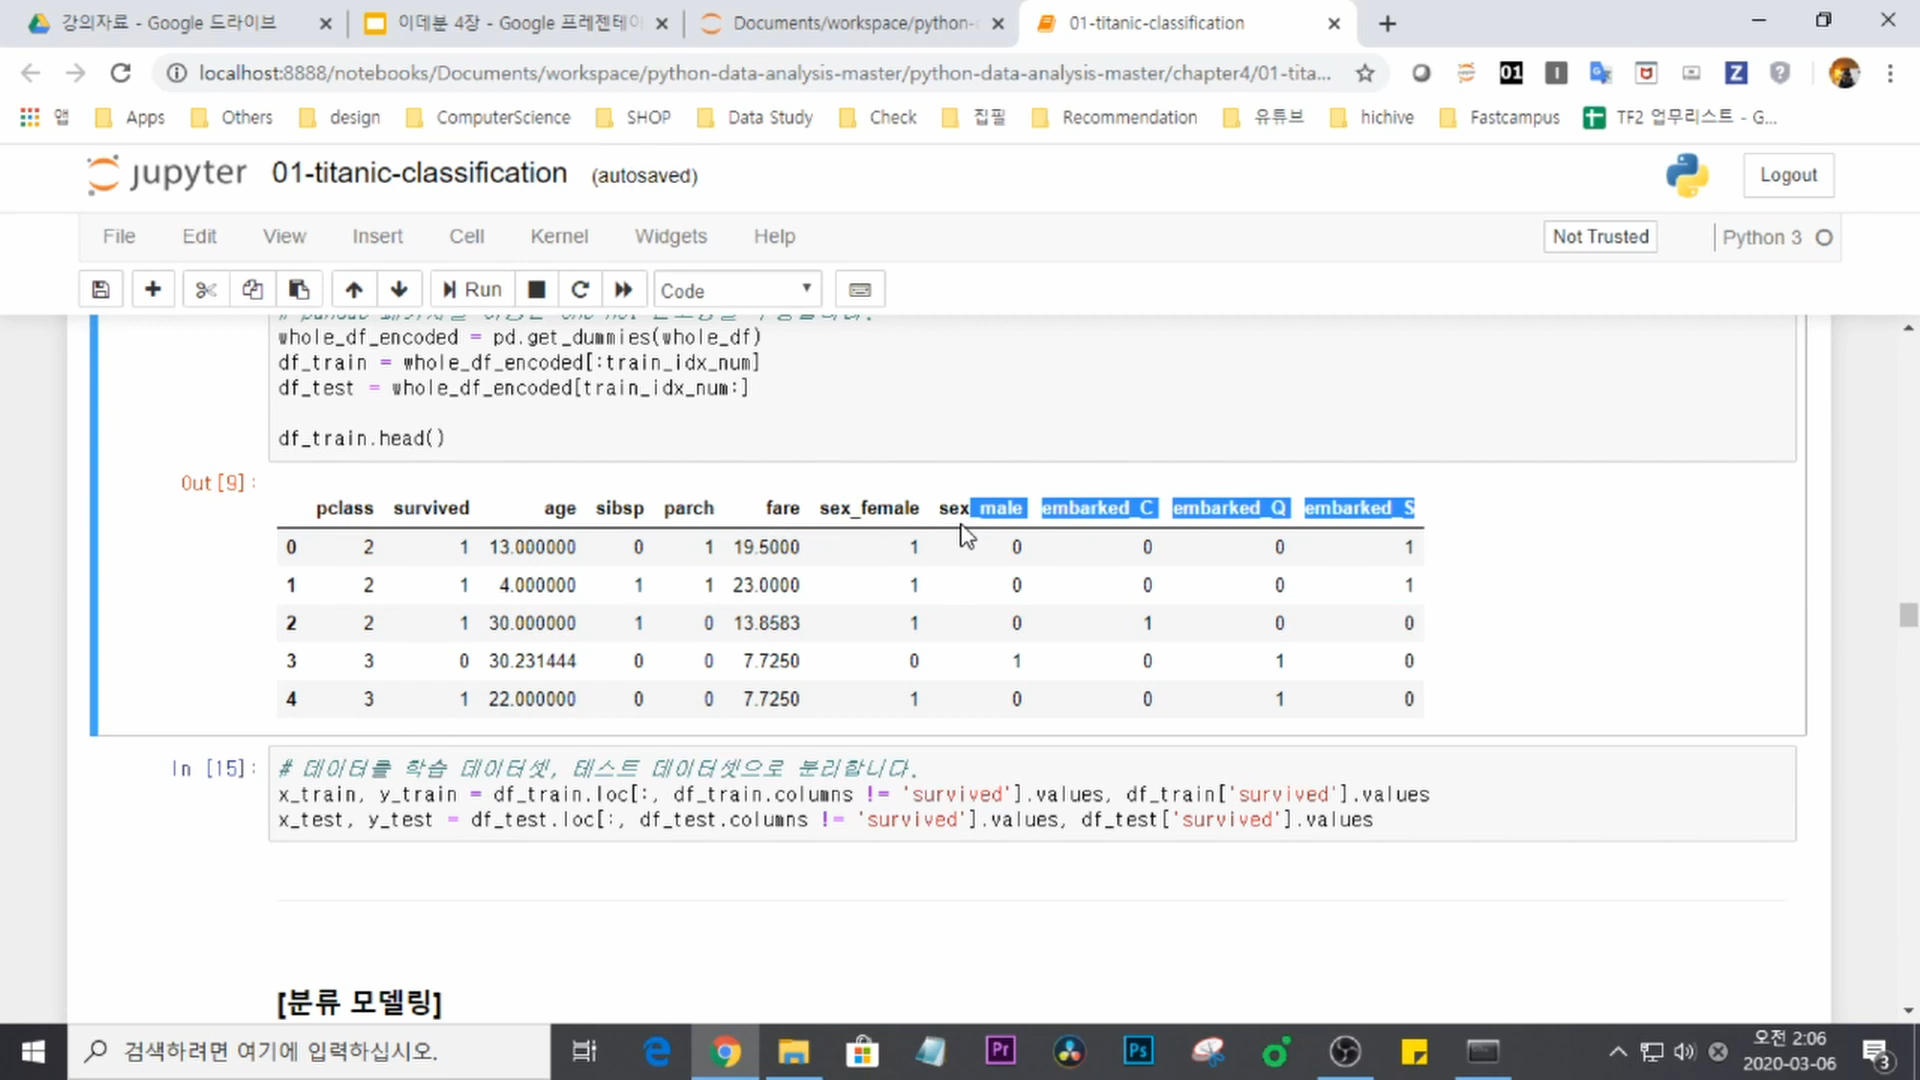 강의자료 - Google 드라이브
이데분 4장 - Google 프레젠테이
Documents/workspace/python-
01-titanic-classification
localhost:8888/notebooks/Documents/workspace/python-data-analysis-master/python-data-analysis-master/chapter4/01-tita...
앱 Apps Others design ComputerScience SHOP Data Study Check 집필 Recommendation 유튜브 hichive Fastcampus TF2 업무리스트 - G...
jupyter 01-titanic-classification (autosaved) Logout
File Edit View Insert Cell Kernel Widgets Help Not Trusted Python 3
Run Code
whole_df_encoded = pd.get_dummies(whole_df)
df_train = whole_df_encoded[:train_idx_num]
df_test = whole_df_encoded[train_idx_num:]
df_train.head()
Out[9]:
pclass survived age sibsp parch fare sex_female sex_male embarked_C embarked_Q embarked_S
0 2 1 13.000000 0 1 19.5000 1 0 0 0 1
1 2 1 4.000000 1 1 23.0000 1 0 0 0 1
2 2 1 30.000000 1 0 13.8583 1 0 1 0 0
3 3 0 30.231444 0 0 7.7250 0 1 0 1 0
4 3 1 22.000000 0 0 7.7250 1 0 0 1 0
In [15]: # 데이터를 학습 데이터셋, 테스트 데이터셋으로 분리합니다.
x_train, y_train = df_train.loc[:, df_train.columns != 'survived'].values, df_train['survived'].values
x_test, y_test = df_test.loc[:, df_test.columns != 'survived'].values, df_test['survived'].values
[분류 모델링]
검색하려면 여기에 입력하십시오.
Pr
Ps
오전 2:06
2020-03-06
3